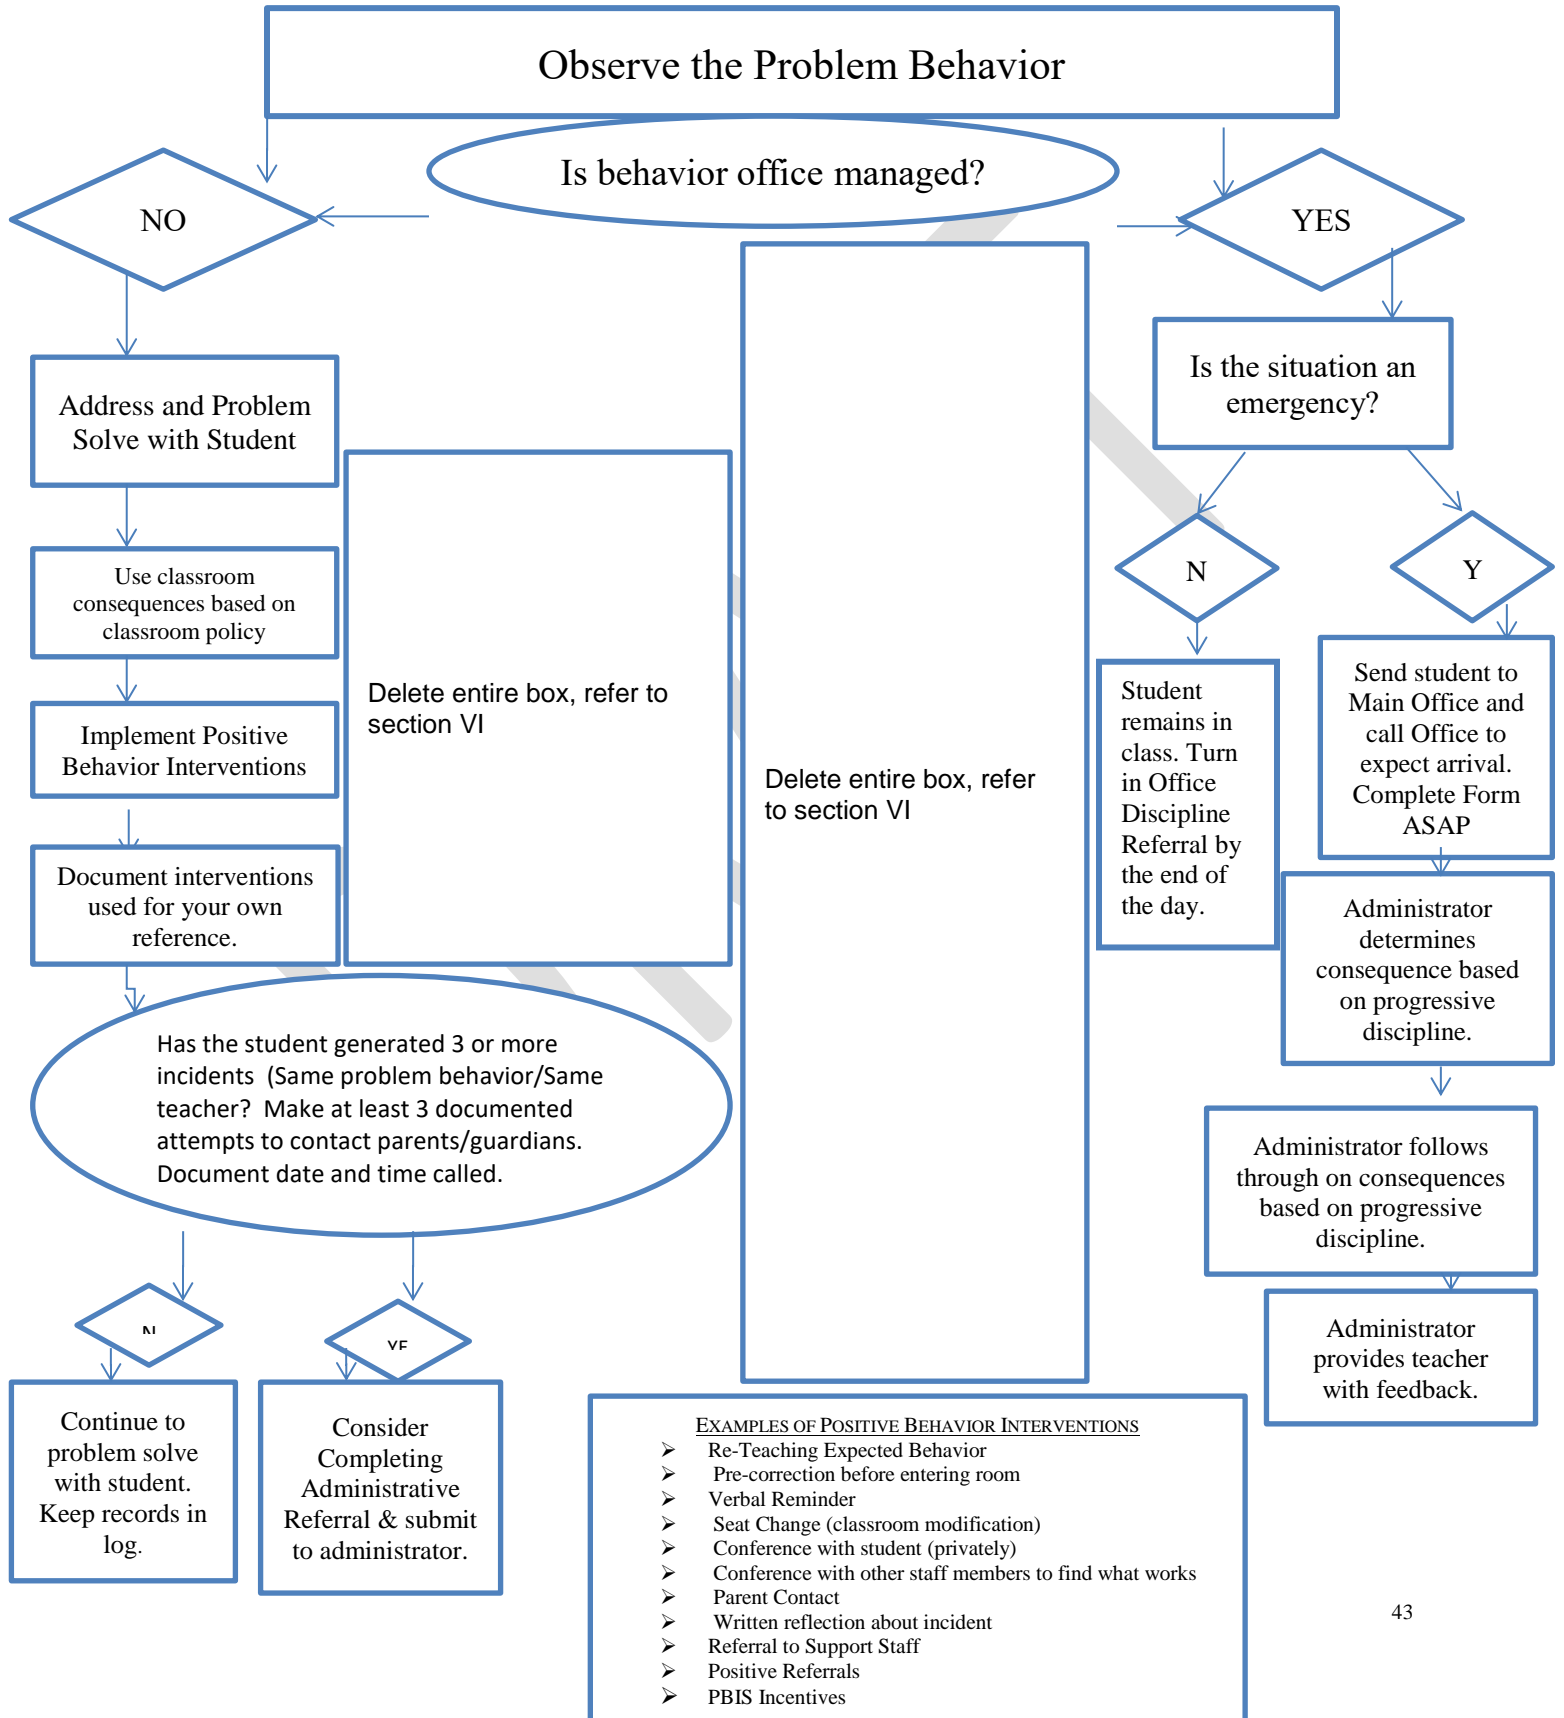 Observe the Problem Behavior
Is behavior office managed?
NO
YES
Is the situation an
emergency?
Address and Problem
Solve with Student
Use classroom
consequences based on
classroom policy
Implement Positive
Behavior Interventions
Document interventions
used for your own
reference.
Delete entire box, refer to
section VI
Delete entire box, refer
to section VI
N
Y
Student
remains in
class. Turn
in Office
Discipline
Referral by
the end of
the day.
Send student to
Main Office and
call Office to
expect arrival.
Complete Form
ASAP
Administrator
determines
consequence based
on progressive
discipline.
Administrator follows
through on consequences
based on progressive
discipline.
Administrator
provides teacher
with feedback.
Has the student generated 3 or more
incidents  (Same problem behavior/Same
teacher?  Make at least 3 documented
attempts to contact parents/guardians.
Document date and time called.
Continue to
problem solve
with student.
Keep records in
log.
Consider
Completing
Administrative
Referral & submit
to administrator.
EXAMPLES OF POSITIVE BEHAVIOR INTERVENTIONS
➢ Re-Teaching Expected Behavior
➢ Pre-correction before entering room
➢ Verbal Reminder
➢ Seat Change (classroom modification)
➢ Conference with student (privately)
➢ Conference with other staff members to find what works
➢ Parent Contact
➢ Written reflection about incident
➢ Referral to Support Staff
➢ Positive Referrals
➢ PBIS Incentives
43